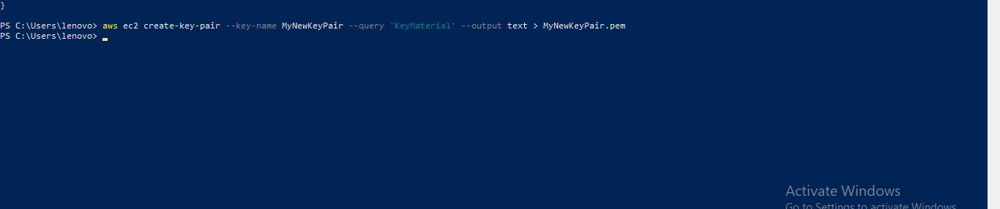 }
PS C:\Users\lenovo> aws ec2 create-key-pair --key-name MyNewKeyPair --query 'KeyMaterial' --output text > MyNewKeyPair.pem
PS C:\Users\lenovo>
Activate Windows
Go to Settings to activate Windows.